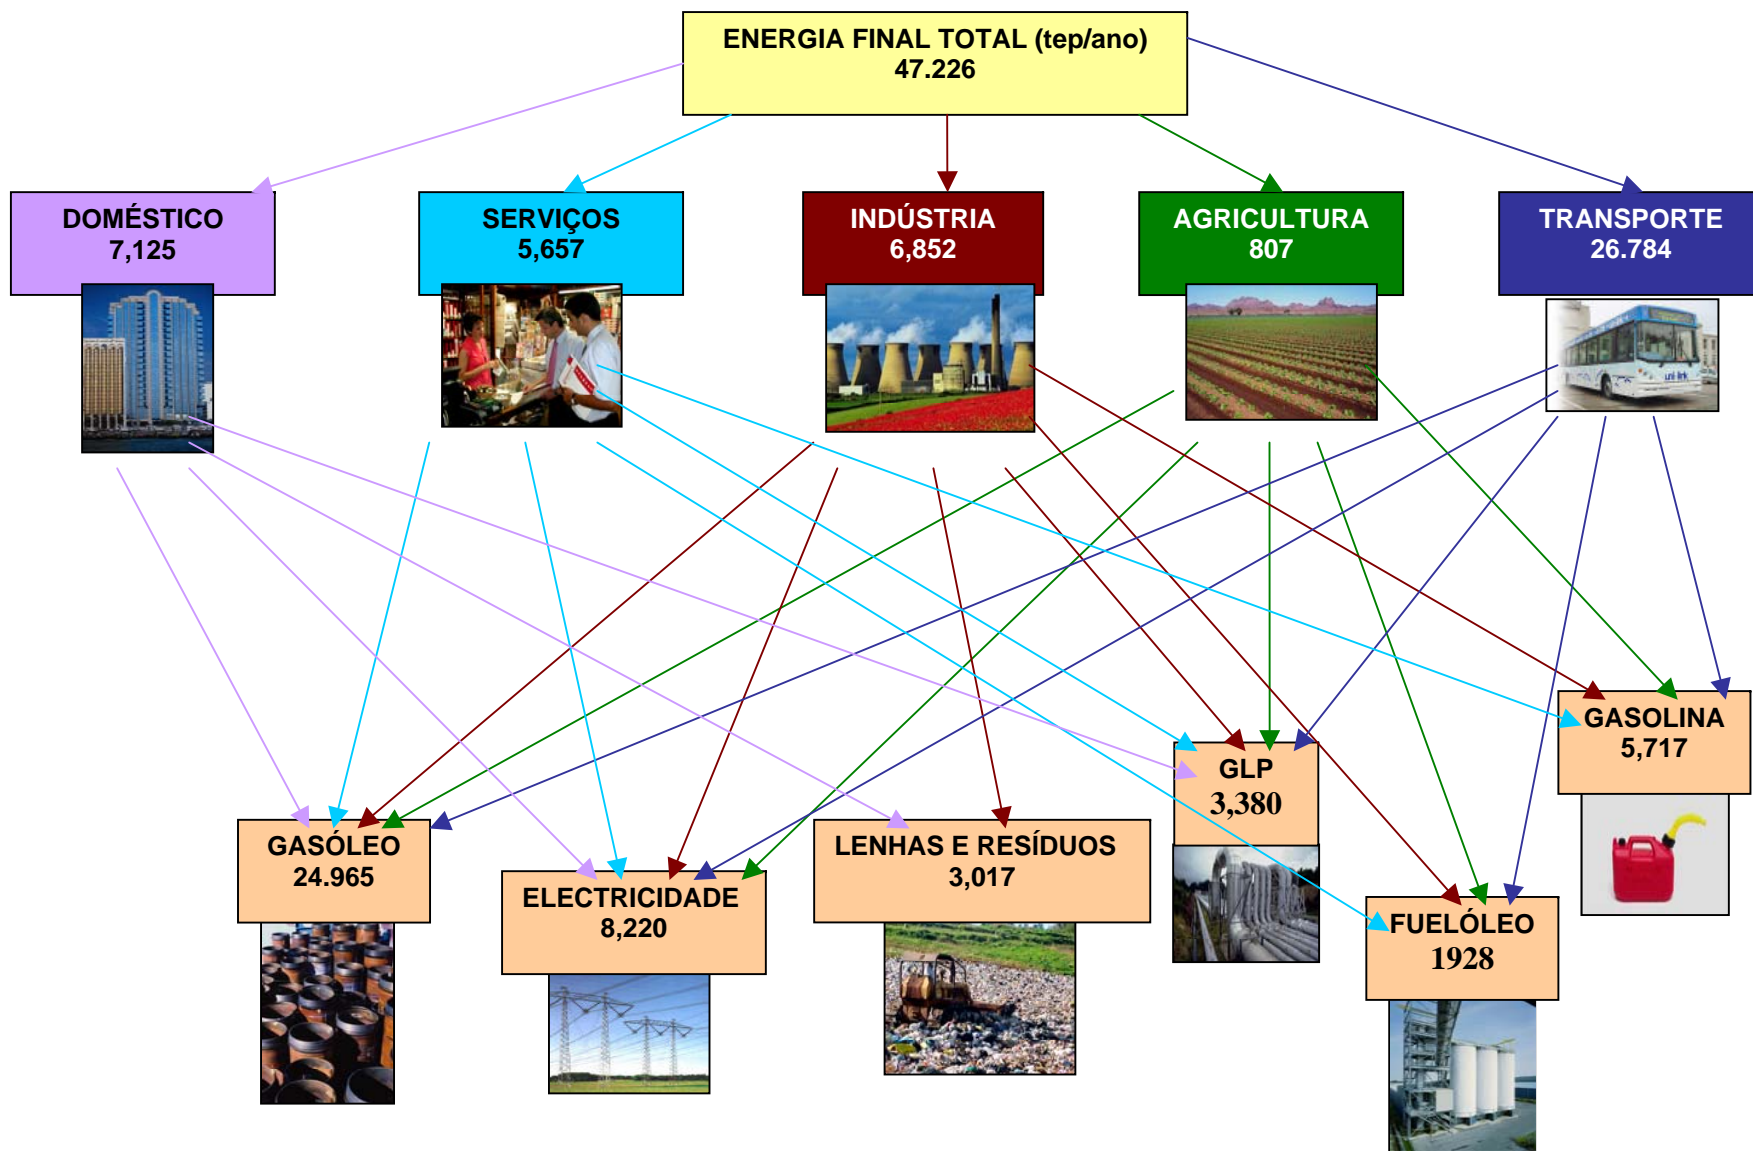 ENERGIA FINAL TOTAL (tep/ano)
47.226
DOMÉSTICO
7,125
SERVIÇOS
5,657
INDÚSTRIA
6,852
AGRICULTURA
807
TRANSPORTE
26.784
uni-link
GASOLINA
5,717
GLP
3,380
GASÓLEO
24.965
LENHAS E RESÍDUOS
3,017
ELECTRICIDADE
8,220
FUELÓLEO
1928